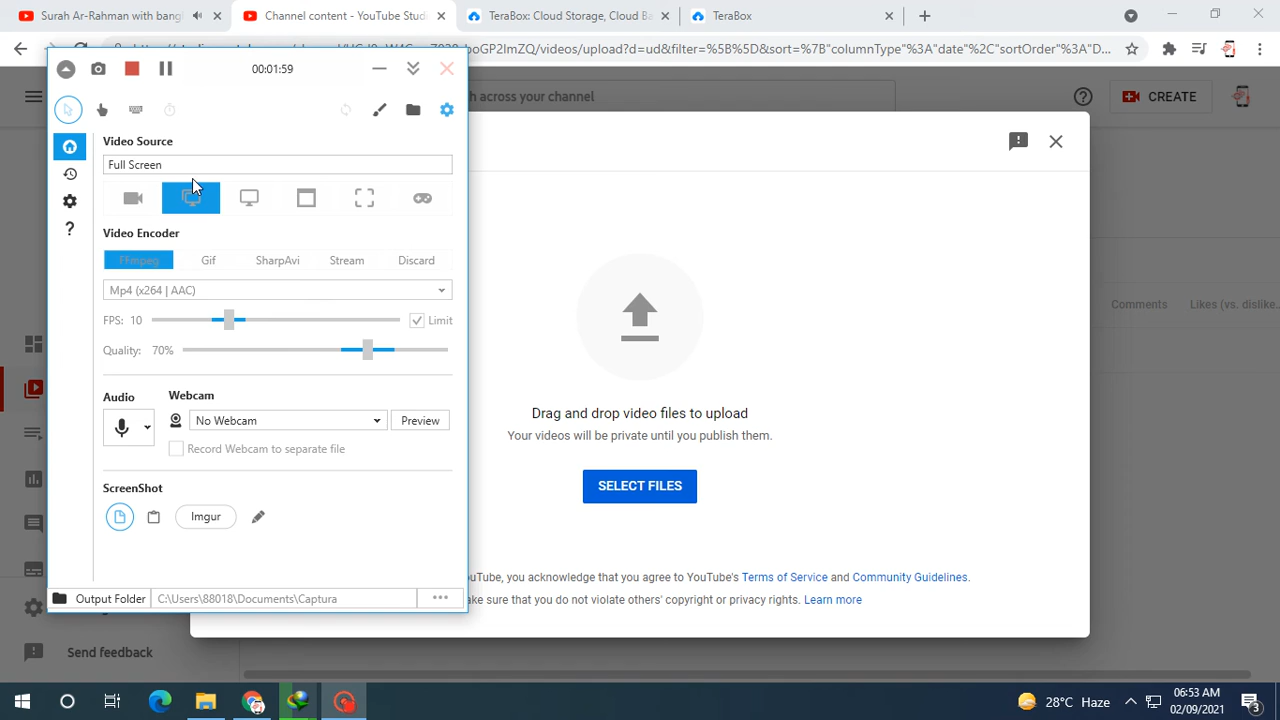 Surah Ar-Rahman with bang
Channel content - YouTube Studi
TeraBox: Cloud Storage, Cloud Ba
TeraBox
00:01:59
ch across your channel
CREATE
Video Source
Full Screen
Video Encoder
FFmpeg Gif SharpAvi Stream Discard
Mp4 (x264 | AAC)
FPS: 10
Limit
Quality: 70%
Audio
Webcam
No Webcam
Preview
Record Webcam to separate file
ScreenShot
Imgur
Output Folder C:\Users\88018\Documents\Captura ...
Comments Likes (vs. dislike..
Drag and drop video files to upload
Your videos will be private until you publish them.
SELECT FILES
uTube, you acknowledge that you agree to YouTube's Terms of Service and Community Guidelines.
ke sure that you do not violate others' copyright or privacy rights. Learn more
Send feedback
28°C Haze
06:53 AM
02/09/2021
3